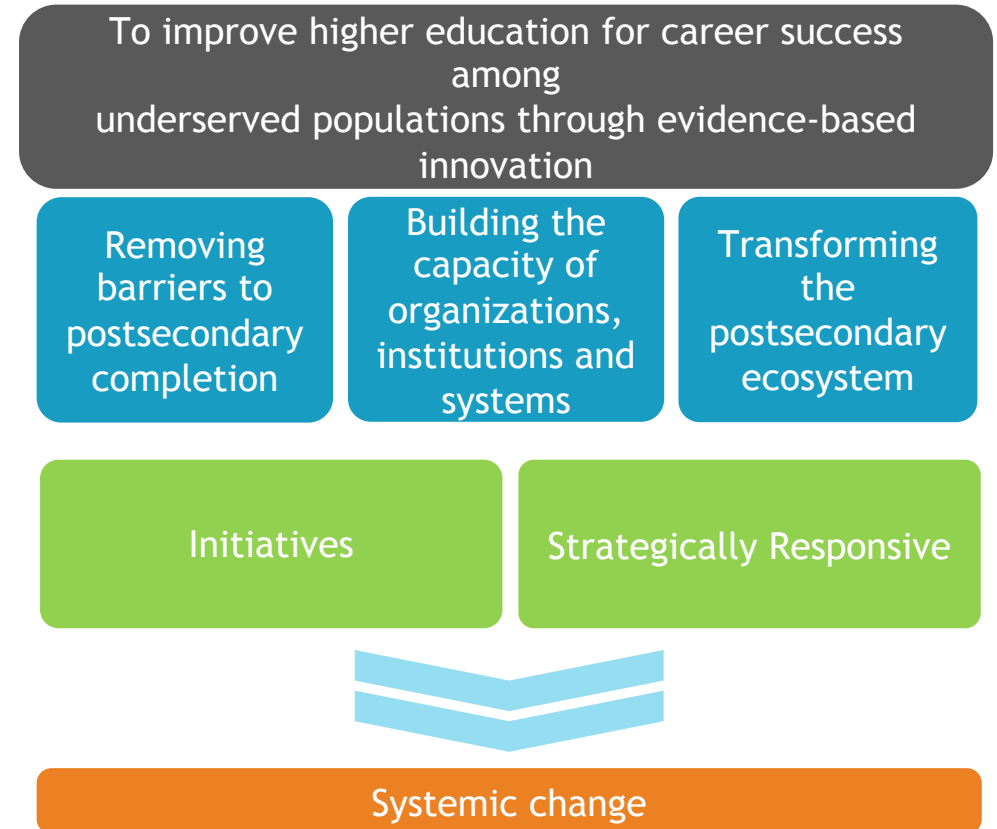 To improve higher education for career success
among
underserved populations through evidence-based
innovation
Removing
barriers to
postsecondary
completion
Building the
capacity of
organizations,
institutions and
systems
Transforming
the
postsecondary
ecosystem
Initiatives
Strategically Responsive
Systemic change